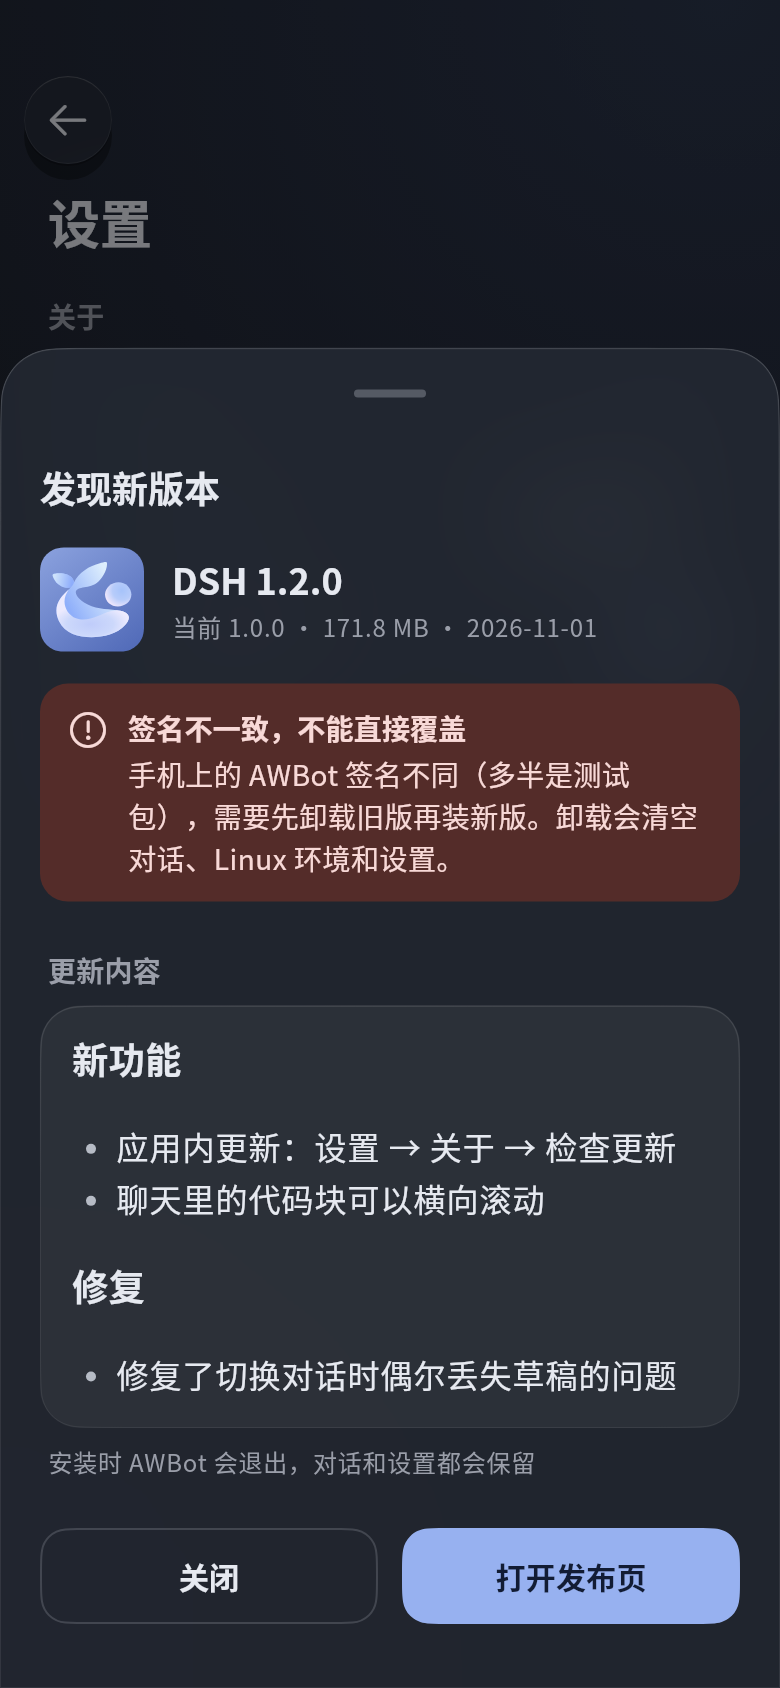 设置
关于
发现新版本
DSH 1.2.0
当前 1.0.0 · 171.8 MB · 2026-11-01
签名不一致，不能直接覆盖
手机上的 AWBot 签名不同（多半是测试
包），需要先卸载旧版再装新版。卸载会清空
对话、Linux 环境和设置。
更新内容
新功能
• 应用内更新：设置 → 关于 → 检查更新
• 聊天里的代码块可以横向滚动
修复
• 修复了切换对话时偶尔丢失草稿的问题
安装时 AWBot 会退出，对话和设置都会保留
关闭
打开发布页